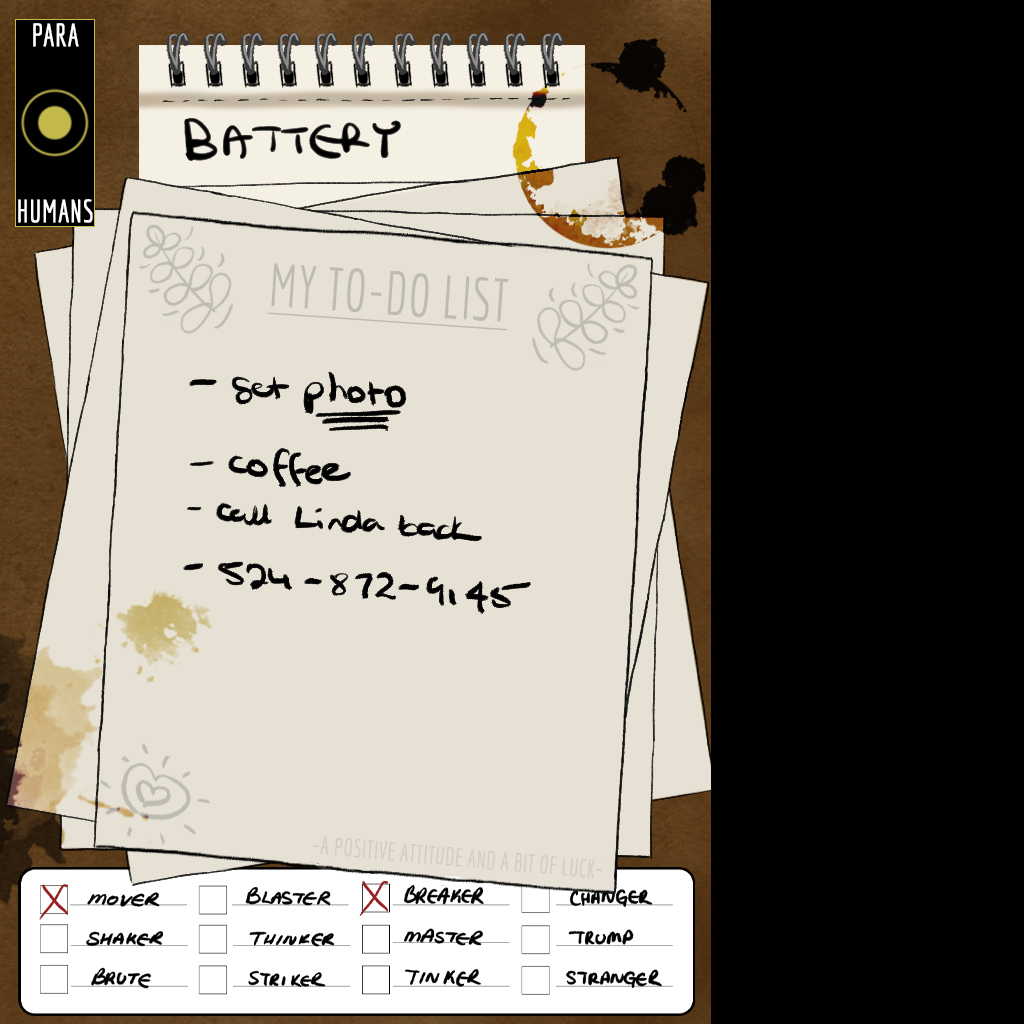 PARA
HUMANS
BATTERY
MY TO-DO LIST
- get photo
- coffee
- call Linda back
- 524-872-9145
-A POSITIVE ATTITUDE AND A BIT OF LUCK-
X MOVER BLASTER X BREAKER CHANGER
SHAKER THINKER MASTER TRUMP
BRUTE STRIKER TINKER STRANGER